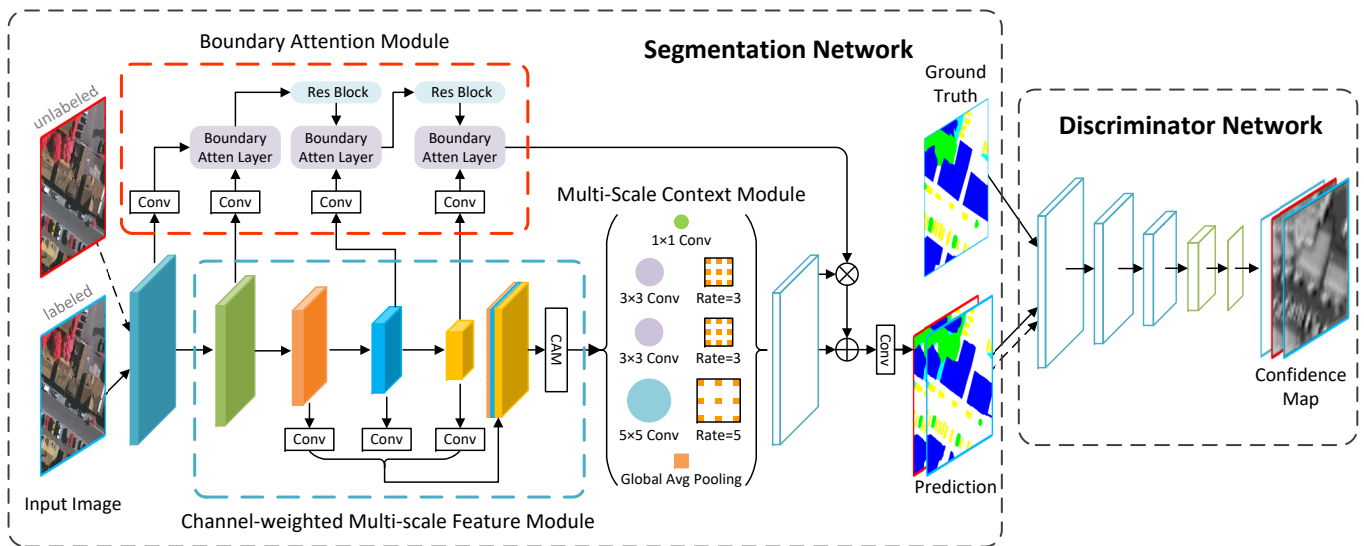 Boundary Attention Module
Segmentation Network
Ground
Truth
Discriminator Network
unlabeled
Res Block
Res Block
Boundary
Atten Layer
Boundary
Atten Layer
Boundary
Atten Layer
Conv
Conv
Conv
Conv
Multi-Scale Context Module
1×1 Conv
3×3 Conv
Rate=3
3×3 Conv
Rate=3
5×5 Conv
Rate=5
Global Avg Pooling
labeled
CAM
Conv
Conv
Conv
Conv
Confidence
Map
Input Image
Prediction
Channel-weighted Multi-scale Feature Module